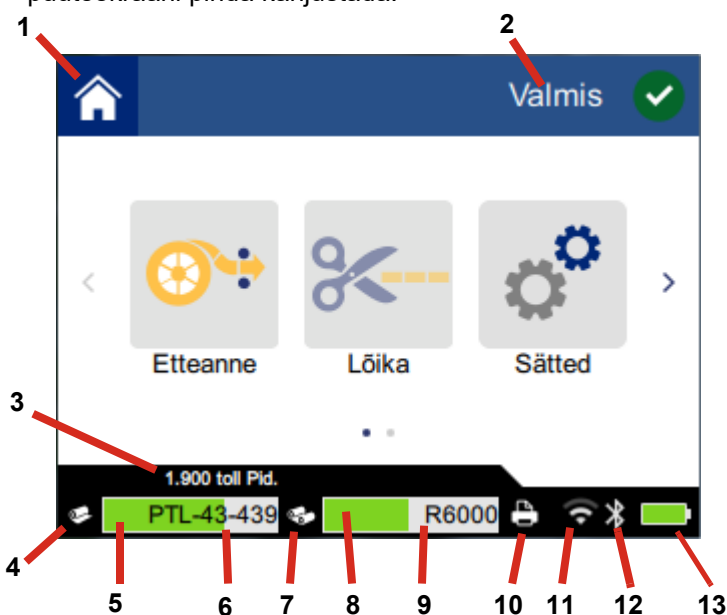 1
2
Valmis
Etteanne
Lõika
Sätted
3
1.900 toll Pid.
PTL-43-439
R6000
4
5
6
7
8
9
10
11
12
13